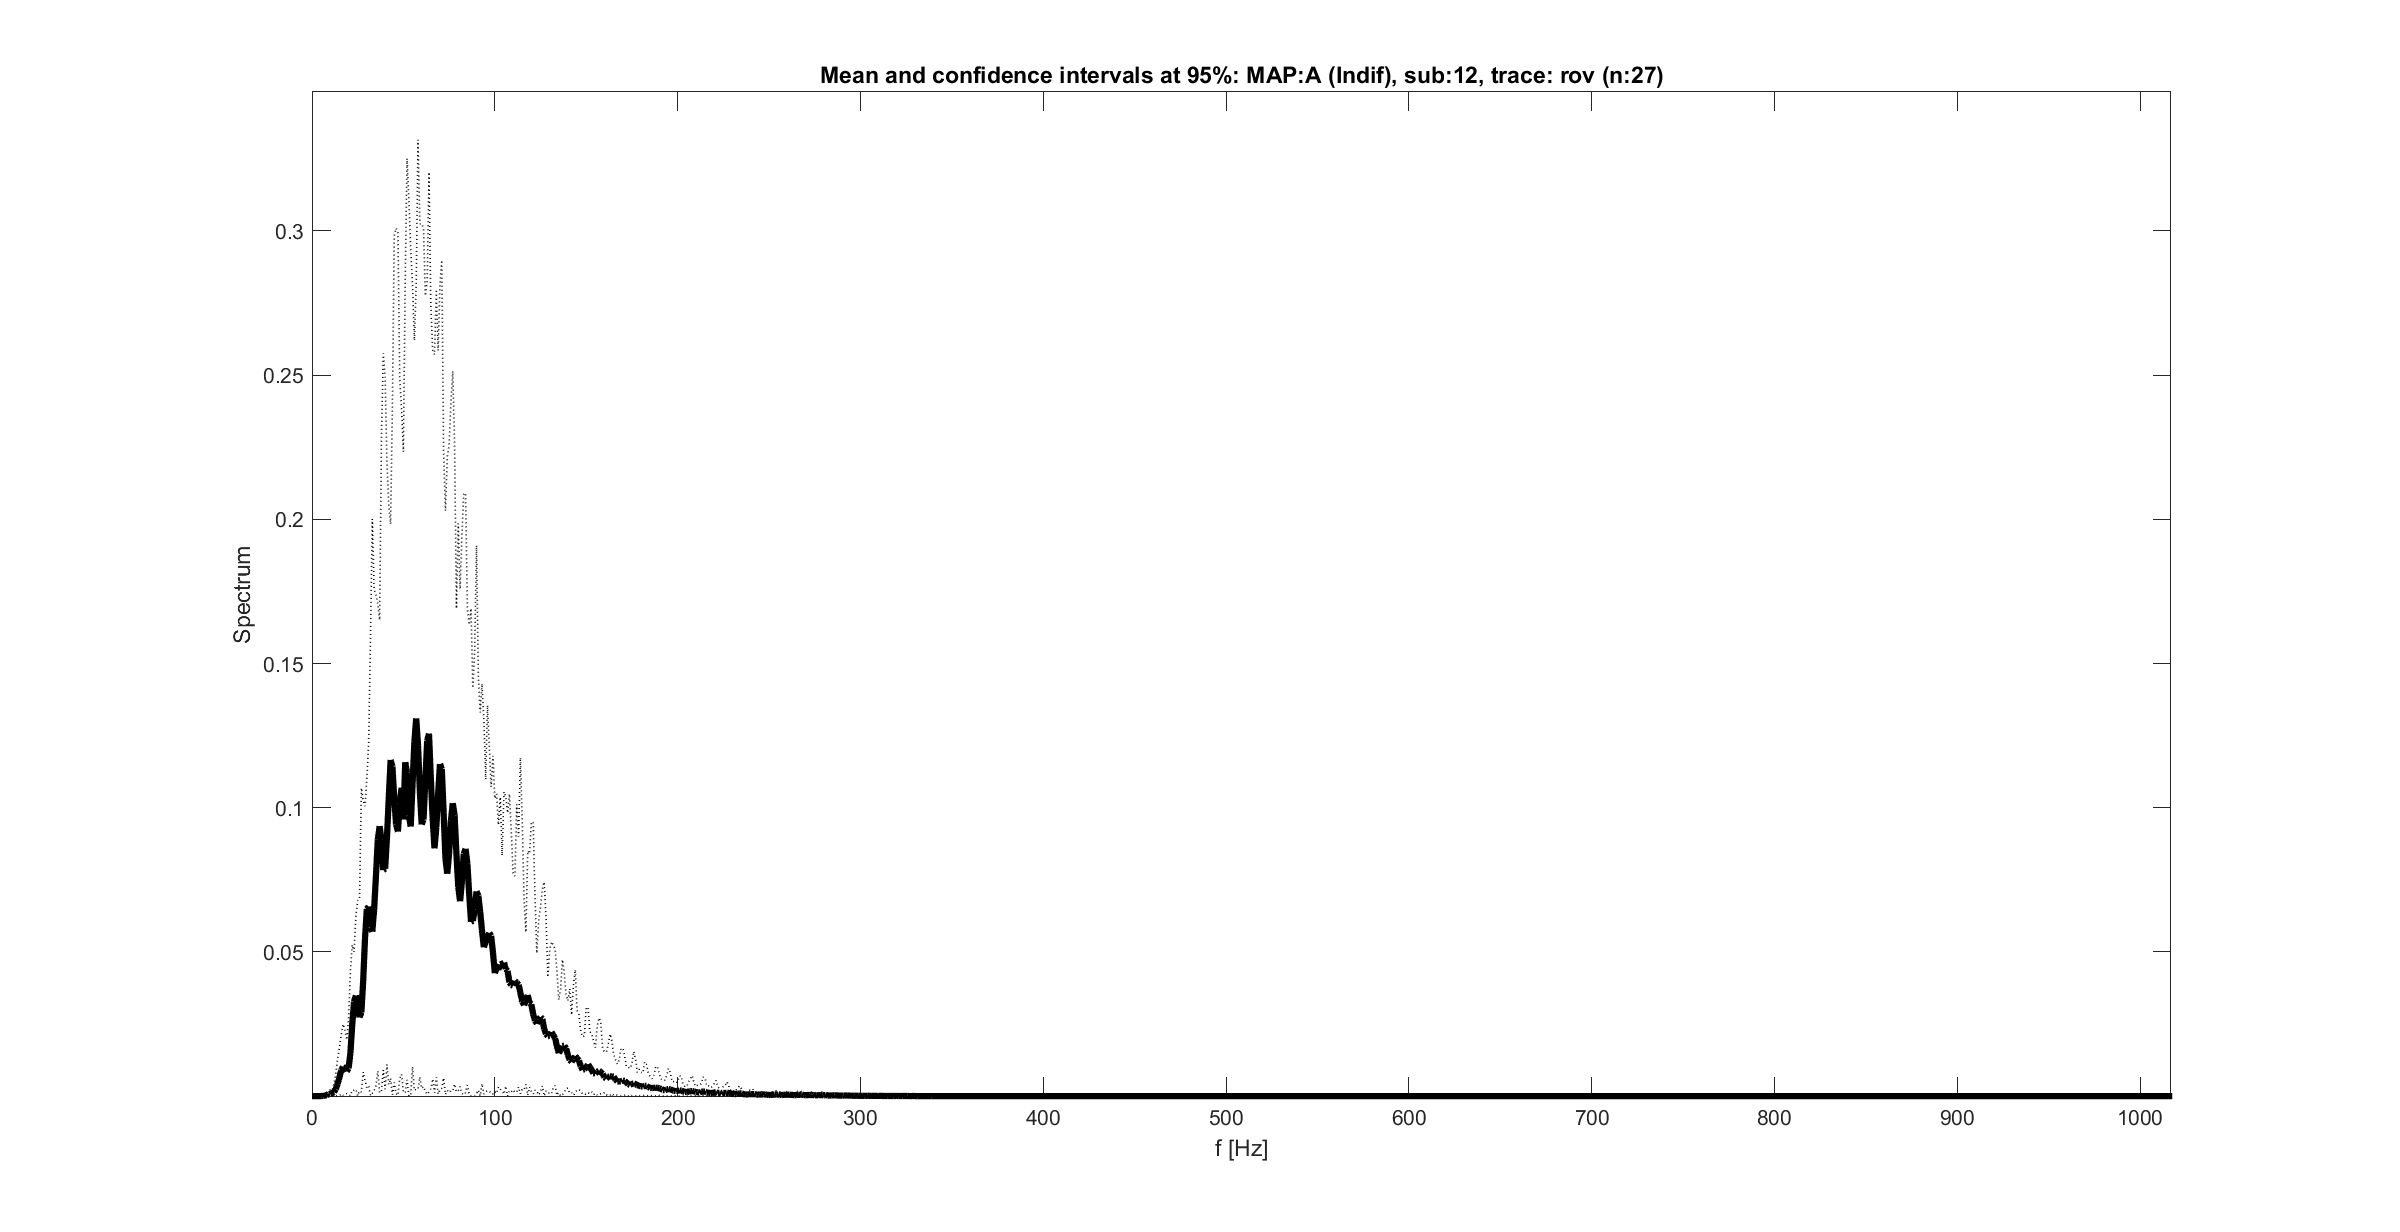 Mean and confidence intervals at 95%: MAP:A (Indif), sub:12, trace: rov (n:27)
0.3
0.25
0.2
0.15
0.1
0.05
Spectrum
0 100 200 300 400 500 600 700 800 900 1000
f [Hz]